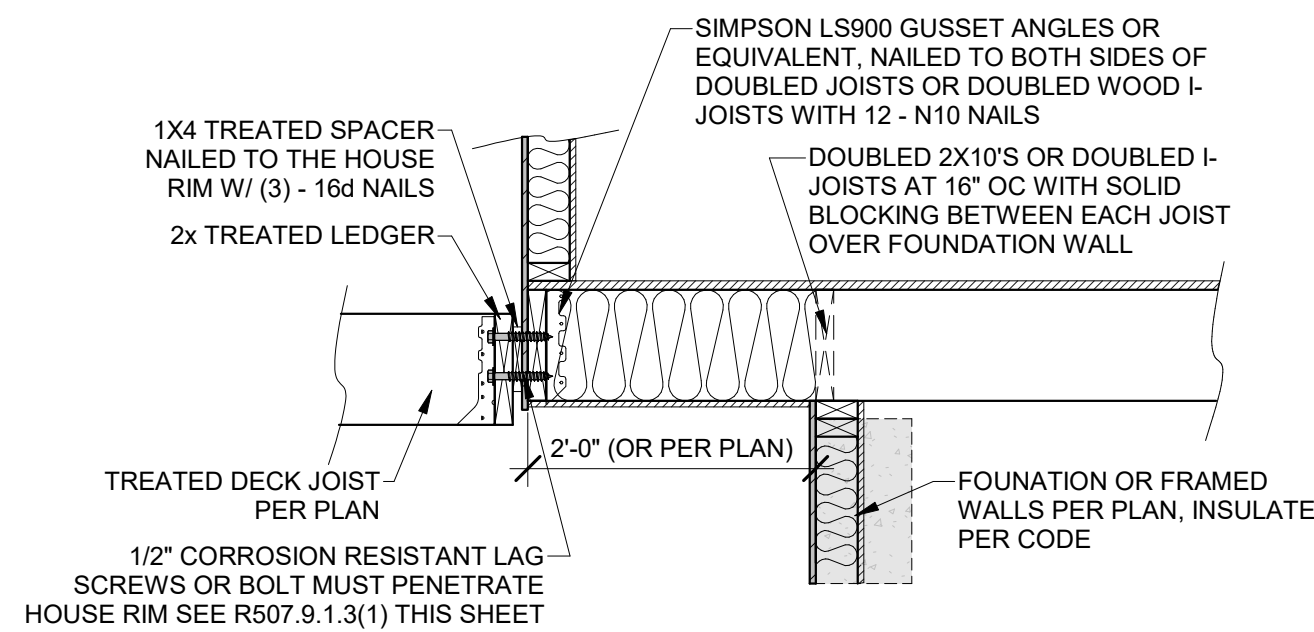 SIMPSON LS900 GUSSET ANGLES OR
EQUIVALENT, NAILED TO BOTH SIDES OF
DOUBLED JOISTS OR DOUBLED WOOD I-
JOISTS WITH 12 - N10 NAILS
1X4 TREATED SPACER
NAILED TO THE HOUSE
RIM W/ (3) - 16d NAILS
2x TREATED LEDGER
DOUBLED 2X10'S OR DOUBLED I-
JOISTS AT 16" OC WITH SOLID
BLOCKING BETWEEN EACH JOIST
OVER FOUNDATION WALL
2'-0" (OR PER PLAN)
TREATED DECK JOIST
PER PLAN
FOUNATION OR FRAMED
WALLS PER PLAN, INSULATE
PER CODE
1/2" CORROSION RESISTANT LAG
SCREWS OR BOLT MUST PENETRATE
HOUSE RIM SEE R507.9.1.3(1) THIS SHEET